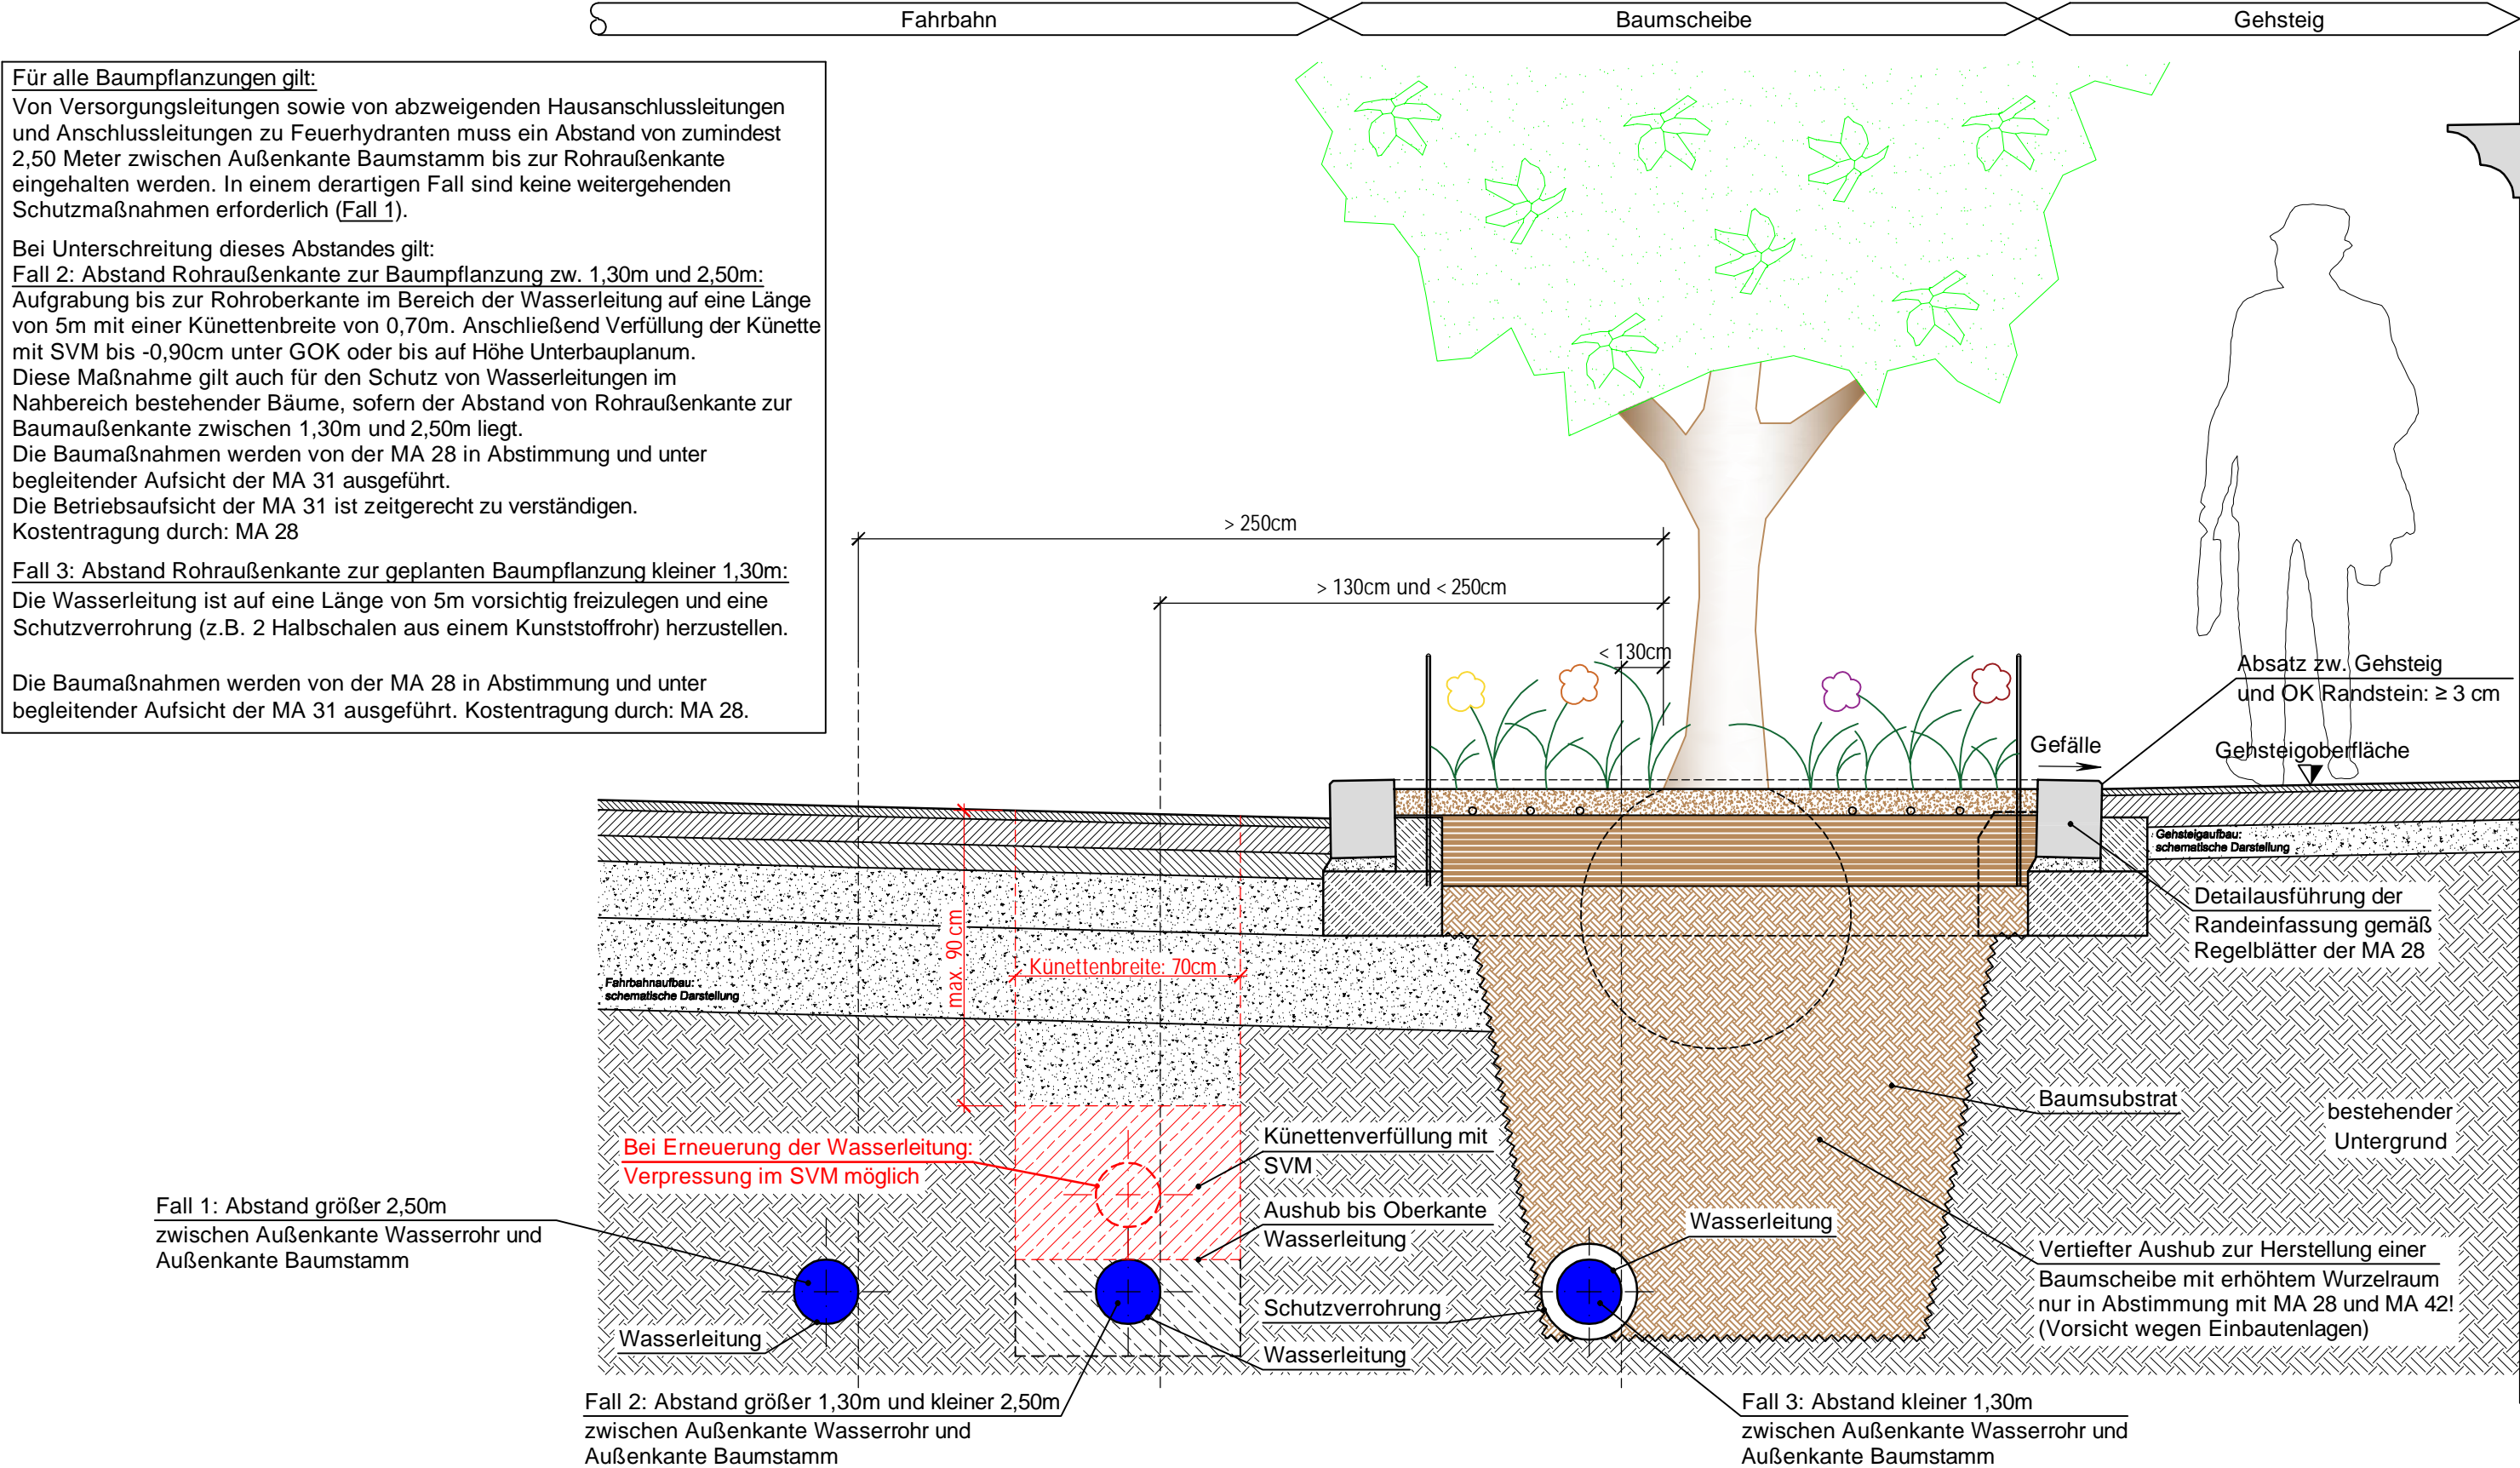 Fahrbahn
Baumscheibe
Gehsteig
Für alle Baumpflanzungen gilt:
Von Versorgungsleitungen sowie von abzweigenden Hausanschlussleitungen
und Anschlussleitungen zu Feuerhydranten muss ein Abstand von zumindest
2,50 Meter zwischen Außenkante Baumstamm bis zur Rohraußenkante
eingehalten werden. In einem derartigen Fall sind keine weitergehenden
Schutzmaßnahmen erforderlich (Fall 1).
Bei Unterschreitung dieses Abstandes gilt:
Fall 2: Abstand Rohraußenkante zur Baumpflanzung zw. 1,30m und 2,50m:
Aufgrabung bis zur Rohroberkante im Bereich der Wasserleitung auf eine Länge
von 5m mit einer Künettenbreite von 0,70m. Anschließend Verfüllung der Künette
mit SVM bis -0,90cm unter GOK oder bis auf Höhe Unterbauplanum.
Diese Maßnahme gilt auch für den Schutz von Wasserleitungen im
Nahbereich bestehender Bäume, sofern der Abstand von Rohraußenkante zur
Baumaußenkante zwischen 1,30m und 2,50m liegt.
Die Baumaßnahmen werden von der MA 28 in Abstimmung und unter
begleitender Aufsicht der MA 31 ausgeführt.
Die Betriebsaufsicht der MA 31 ist zeitgerecht zu verständigen.
Kostentragung durch: MA 28
Fall 3: Abstand Rohraußenkante zur geplanten Baumpflanzung kleiner 1,30m:
Die Wasserleitung ist auf eine Länge von 5m vorsichtig freizulegen und eine
Schutzverrohrung (z.B. 2 Halbschalen aus einem Kunststoffrohr) herzustellen.
Die Baumaßnahmen werden von der MA 28 in Abstimmung und unter
begleitender Aufsicht der MA 31 ausgeführt. Kostentragung durch: MA 28.
> 250cm
> 130cm und < 250cm
< 130cm
Absatz zw. Gehsteig
und OK Randstein: ≥ 3 cm
Gefälle
Gehsteigoberfläche
Gehsteigaufbau:
schematische Darstellung
Detailausführung der
Randeinfassung gemäß
Regelblätter der MA 28
max. 90 cm
Künettenbreite: 70cm
Fahrbahnaufbau:
schematische Darstellung
Baumsubstrat
bestehender
Untergrund
Bei Erneuerung der Wasserleitung:
Verpressung im SVM möglich
Künettenverfüllung mit
SVM
Aushub bis Oberkante
Wasserleitung
Fall 1: Abstand größer 2,50m
zwischen Außenkante Wasserrohr und
Außenkante Baumstamm
Wasserleitung
Vertiefter Aushub zur Herstellung einer
Baumscheibe mit erhöhtem Wurzelraum
nur in Abstimmung mit MA 28 und MA 42!
(Vorsicht wegen Einbautenlagen)
Schutzverrohrung
Wasserleitung
Wasserleitung
Fall 2: Abstand größer 1,30m und kleiner 2,50m
zwischen Außenkante Wasserrohr und
Außenkante Baumstamm
Fall 3: Abstand kleiner 1,30m
zwischen Außenkante Wasserrohr und
Außenkante Baumstamm